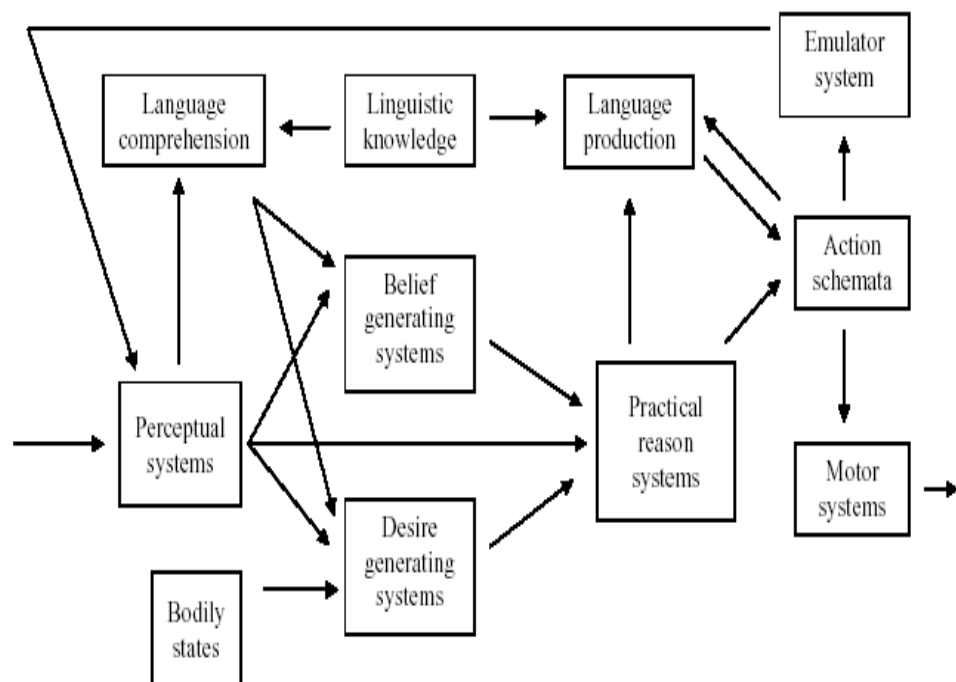 Emulator
system
Language
comprehension
Linguistic
knowledge
Language
production
Action
schemata
Belief
generating
systems
Perceptual
systems
Practical
reason
systems
Motor
systems
Desire
generating
systems
Bodily
states